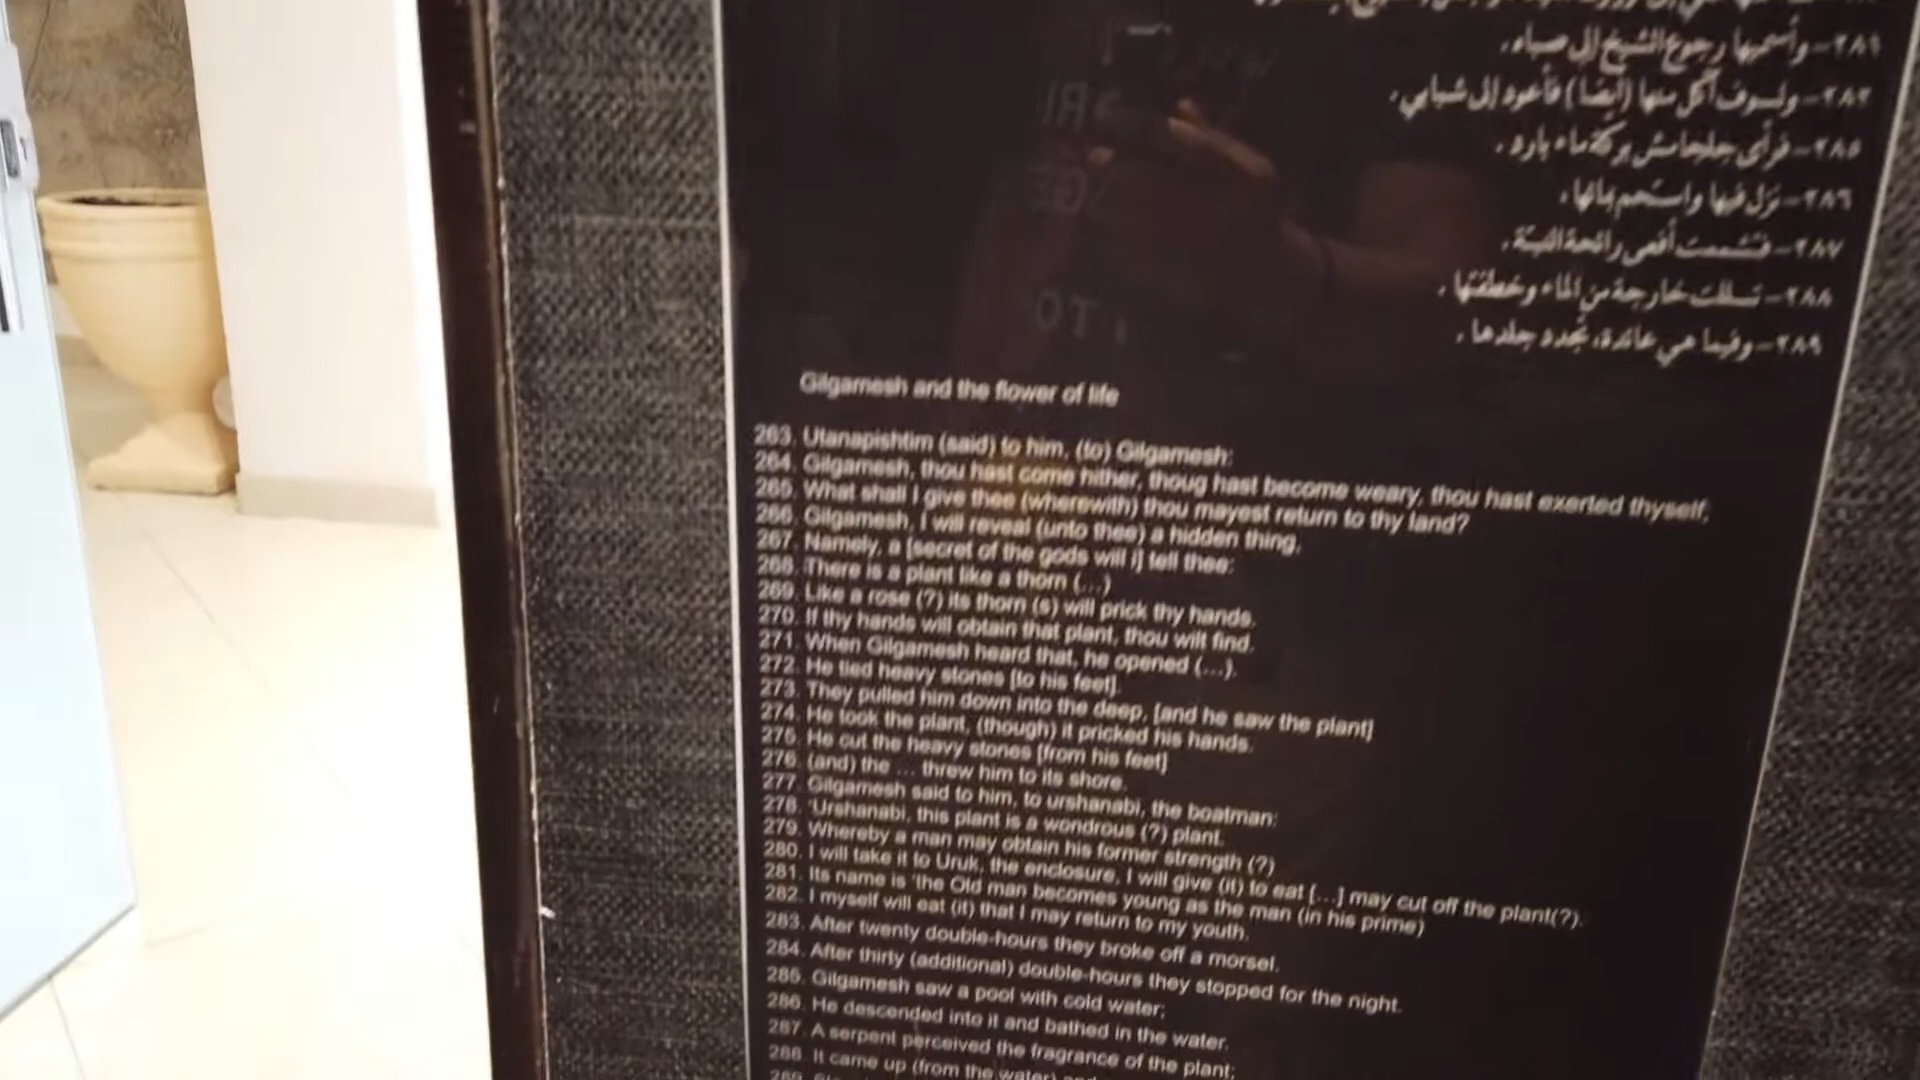 ٢٨١ – وأسميها رجوع الشيخ إلى صباه.
٢٨٢ – ولسوف آكل منها (أيضا) فأعود إلى شبابي.
٢٨٥ – فرأى جلجامش بركة ماء بارد.
٢٨٦ – نزل فيها واستحم بمائها.
٢٨٧ – فشممت أفعى رائحة النبتة.
٢٨٨ – تسللت خارجة من الماء وخطفتها.
٢٨٩ – وفيما هي عائدة، تجدد جلدها.
Gilgamesh and the flower of life
263. Utanapishtim (said) to him, (to) Gilgamesh:
264. Gilgamesh, thou hast come hither, thoug hast become weary, thou hast exerted thyself;
265. What shall I give thee (wherewith) thou mayest return to thy land?
266. Gilgamesh, I will reveal (unto thee) a hidden thing,
267. Namely, a [secret of the gods will i] tell thee:
268. There is a plant like a thorn (...)
269. Like a rose (?) its thorn (s) will prick thy hands.
270. If thy hands will obtain that plant, thou wilt find.
271. When Gilgamesh heard that, he opened (...).
272. He tied heavy stones [to his feet].
273. They pulled him down into the deep, [and he saw the plant]
274. He took the plant, (though) it pricked his hands.
275. He cut the heavy stones [from his feet]
276. (and) the ... threw him to its shore.
277. Gilgamesh said to him, to urshanabi, the boatman:
278. 'Urshanabi, this plant is a wondrous (?) plant.
279. Whereby a man may obtain his former strength (?)
280. I will take it to Uruk, the enclosure, I will give (it) to eat [...] may cut off the plant(?).
281. Its name is 'the Old man becomes young as the man (in his prime)
282. I myself will eat (it) that I may return to my youth.
283. After twenty double-hours they broke off a morsel.
284. After thirty (additional) double-hours they stopped for the night.
285. Gilgamesh saw a pool with cold water;
286. He descended into it and bathed in the water.
287. A serpent perceived the fragrance of the plant;
288. It came up (from the water) and
289.